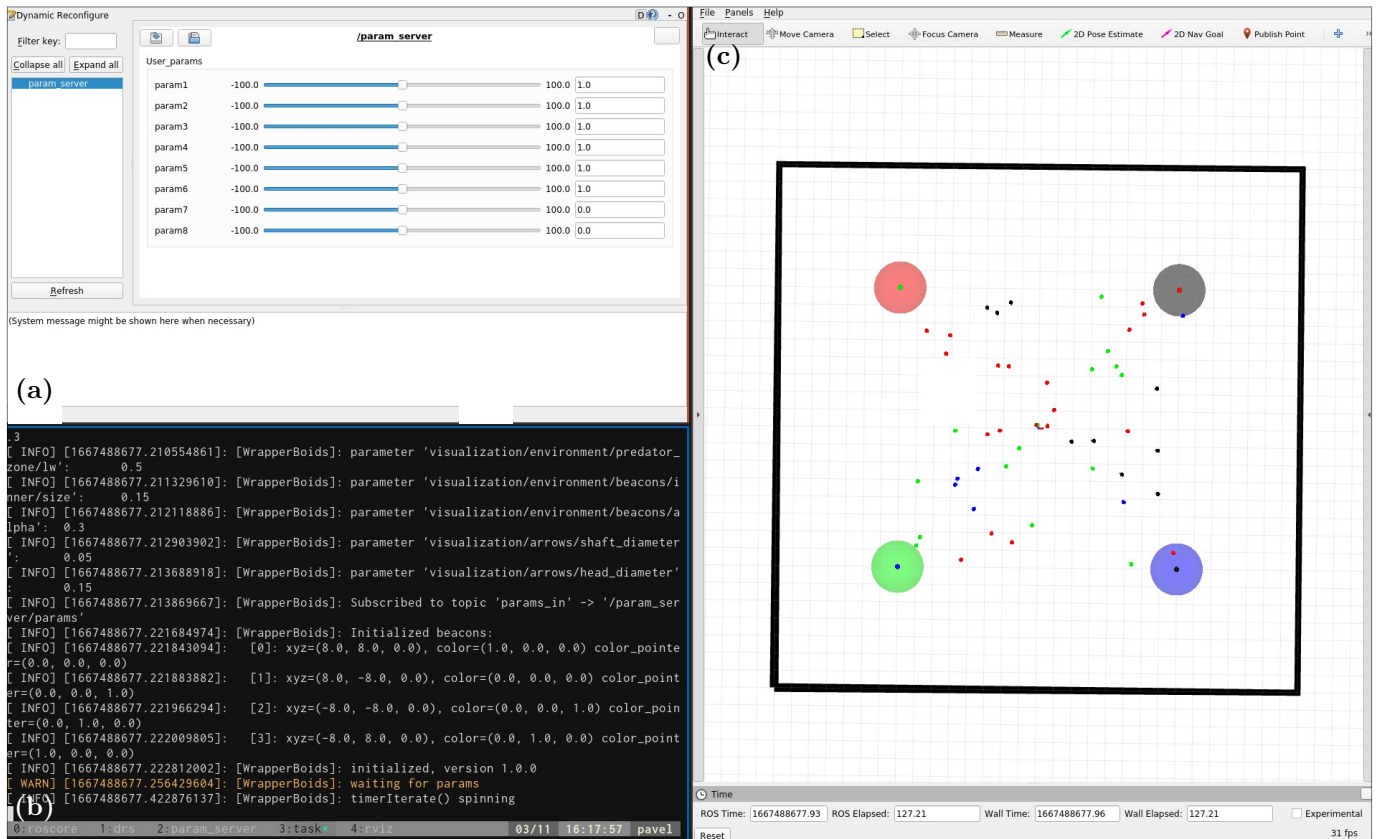 Dynamic Reconfigure
D - O
Filter key:
Collapse all Expand all
param_server
Refresh
/param_server
User_params
param1 -100.0 100.0 1.0
param2 -100.0 100.0 1.0
param3 -100.0 100.0 1.0
param4 -100.0 100.0 1.0
param5 -100.0 100.0 1.0
param6 -100.0 100.0 1.0
param7 -100.0 100.0 0.0
param8 -100.0 100.0 0.0
(System message might be shown here when necessary)
(a)
.3
[ INFO] [1667488677.210554861]: [WrapperBoids]: parameter 'visualization/environment/predator_
zone/lw': 0.5
[ INFO] [1667488677.211329610]: [WrapperBoids]: parameter 'visualization/environment/beacons/i
nner/size': 0.15
[ INFO] [1667488677.212118886]: [WrapperBoids]: parameter 'visualization/environment/beacons/a
lpha': 0.3
[ INFO] [1667488677.212903902]: [WrapperBoids]: parameter 'visualization/arrows/shaft_diameter
': 0.05
[ INFO] [1667488677.213688918]: [WrapperBoids]: parameter 'visualization/arrows/head_diameter'
: 0.15
[ INFO] [1667488677.213869667]: [WrapperBoids]: Subscribed to topic 'params_in' -> '/param_ser
ver/params'
[ INFO] [1667488677.221684974]: [WrapperBoids]: Initialized beacons:
[ INFO] [1667488677.221843094]: [0]: xyz=(8.0, 8.0, 0.0), color=(1.0, 0.0, 0.0) color_pointe
r=(0.0, 0.0, 0.0)
[ INFO] [1667488677.221883882]: [1]: xyz=(8.0, -8.0, 0.0), color=(0.0, 0.0, 0.0) color_point
er=(0.0, 0.0, 1.0)
[ INFO] [1667488677.221966294]: [2]: xyz=(-8.0, -8.0, 0.0), color=(0.0, 0.0, 1.0) color_poin
ter=(0.0, 1.0, 0.0)
[ INFO] [1667488677.222009805]: [3]: xyz=(-8.0, 8.0, 0.0), color=(0.0, 1.0, 0.0) color_point
er=(1.0, 0.0, 0.0)
[ INFO] [1667488677.222812002]: [WrapperBoids]: initialized, version 1.0.0
[ WARN] [1667488677.256429604]: [WrapperBoids]: waiting for params
[ INFO] [1667488677.422876137]: [WrapperBoids]: timerIterate() spinning
(b)
0:roscore 1:drs 2:param_server 3:task* 4:rviz 03/11 16:17:57 pavel
File Panels Help
Interact Move Camera Select Focus Camera Measure 2D Pose Estimate 2D Nav Goal Publish Point
(c)
Time
ROS Time: 1667488677.93 ROS Elapsed: 127.21 Wall Time: 1667488677.96 Wall Elapsed: 127.21 Experimental
Reset 31 fps